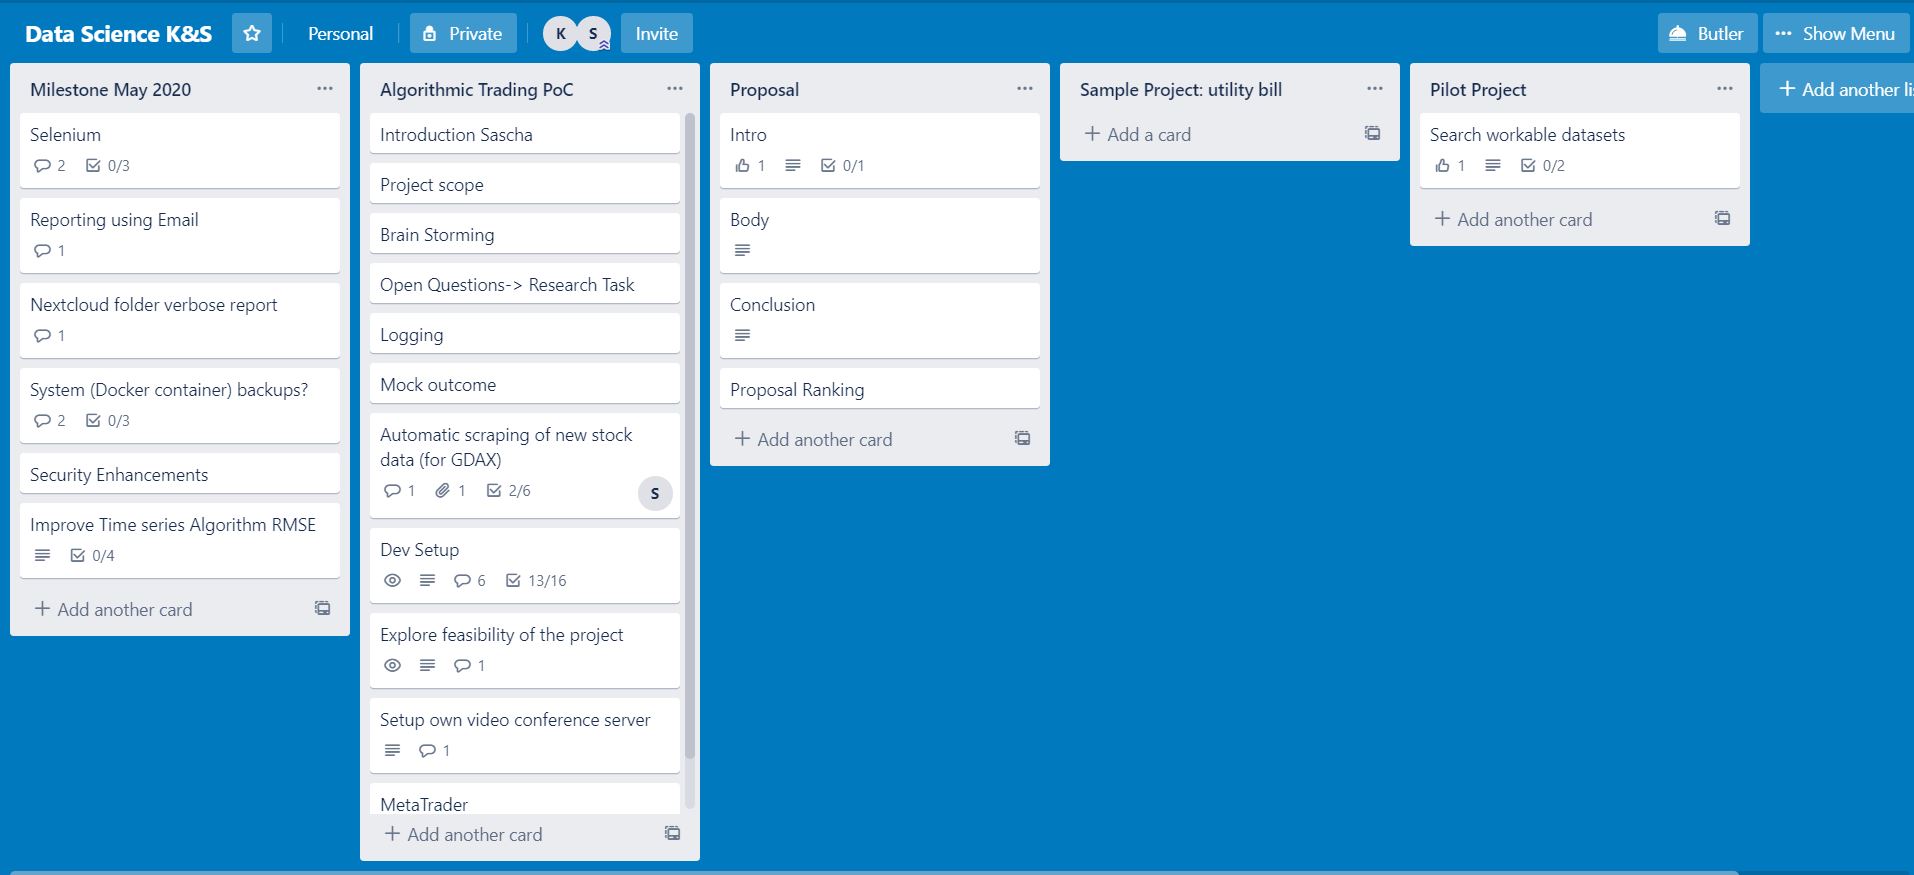 Data Science K&S
Personal
Private
K
S
Invite
Butler
Show Menu
Milestone May 2020
Selenium
2 0/3
Reporting using Email
1
Nextcloud folder verbose report
1
System (Docker container) backups?
2 0/3
Security Enhancements
Improve Time series Algorithm RMSE
0/4
+ Add another card
Algorithmic Trading PoC
Introduction Sascha
Project scope
Brain Storming
Open Questions-> Research Task
Logging
Mock outcome
Automatic scraping of new stock
data (for GDAX)
1 1 2/6
S
Dev Setup
6 13/16
Explore feasibility of the project
1
Setup own video conference server
1
MetaTrader
+ Add another card
Proposal
Intro
1 0/1
Body
Conclusion
Proposal Ranking
+ Add another card
Sample Project: utility bill
+ Add a card
Pilot Project
Search workable datasets
1 0/2
+ Add another card
+ Add another li